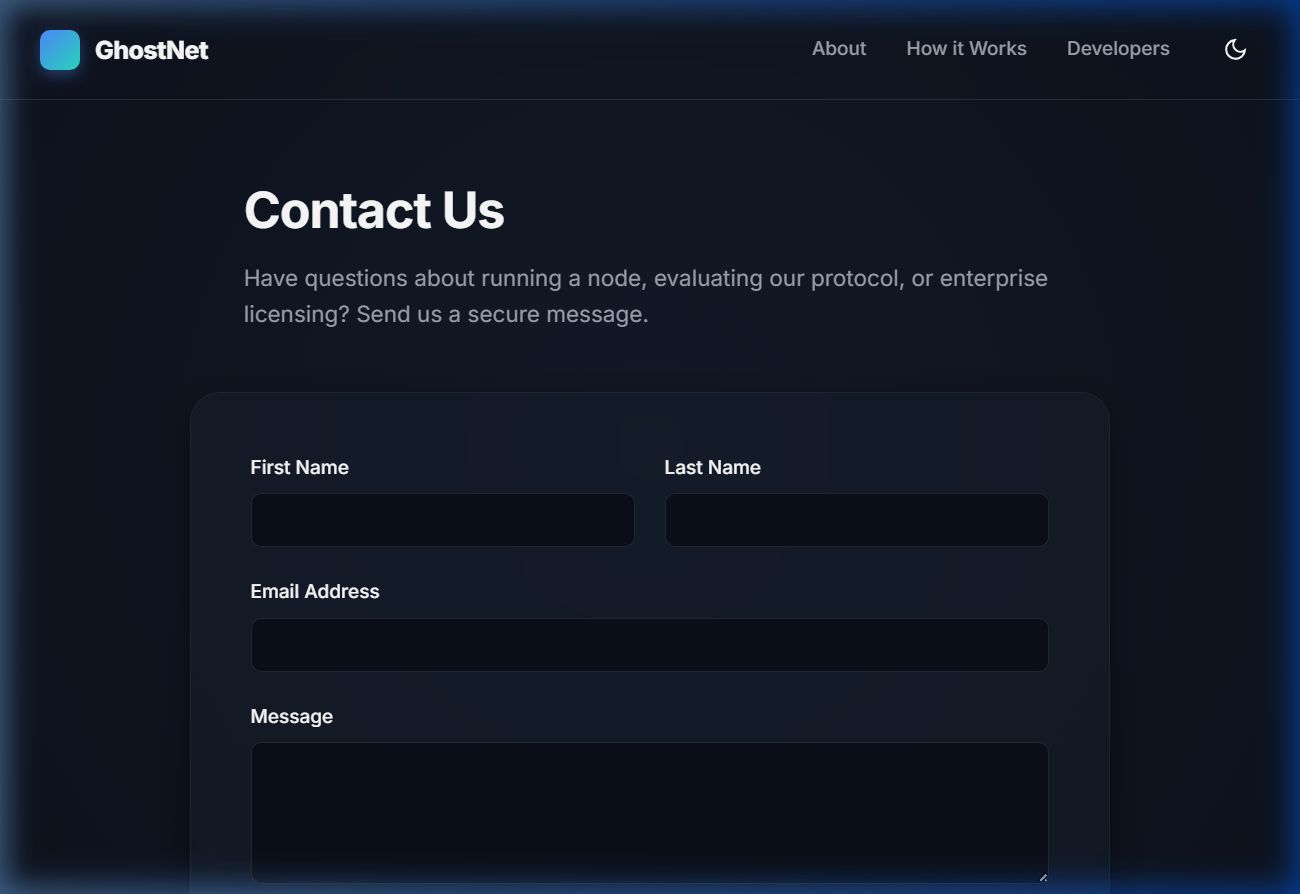 GhostNet
About
How it Works
Developers
Contact Us
Have questions about running a node, evaluating our protocol, or enterprise
licensing? Send us a secure message.
First Name
Last Name
Email Address
Message